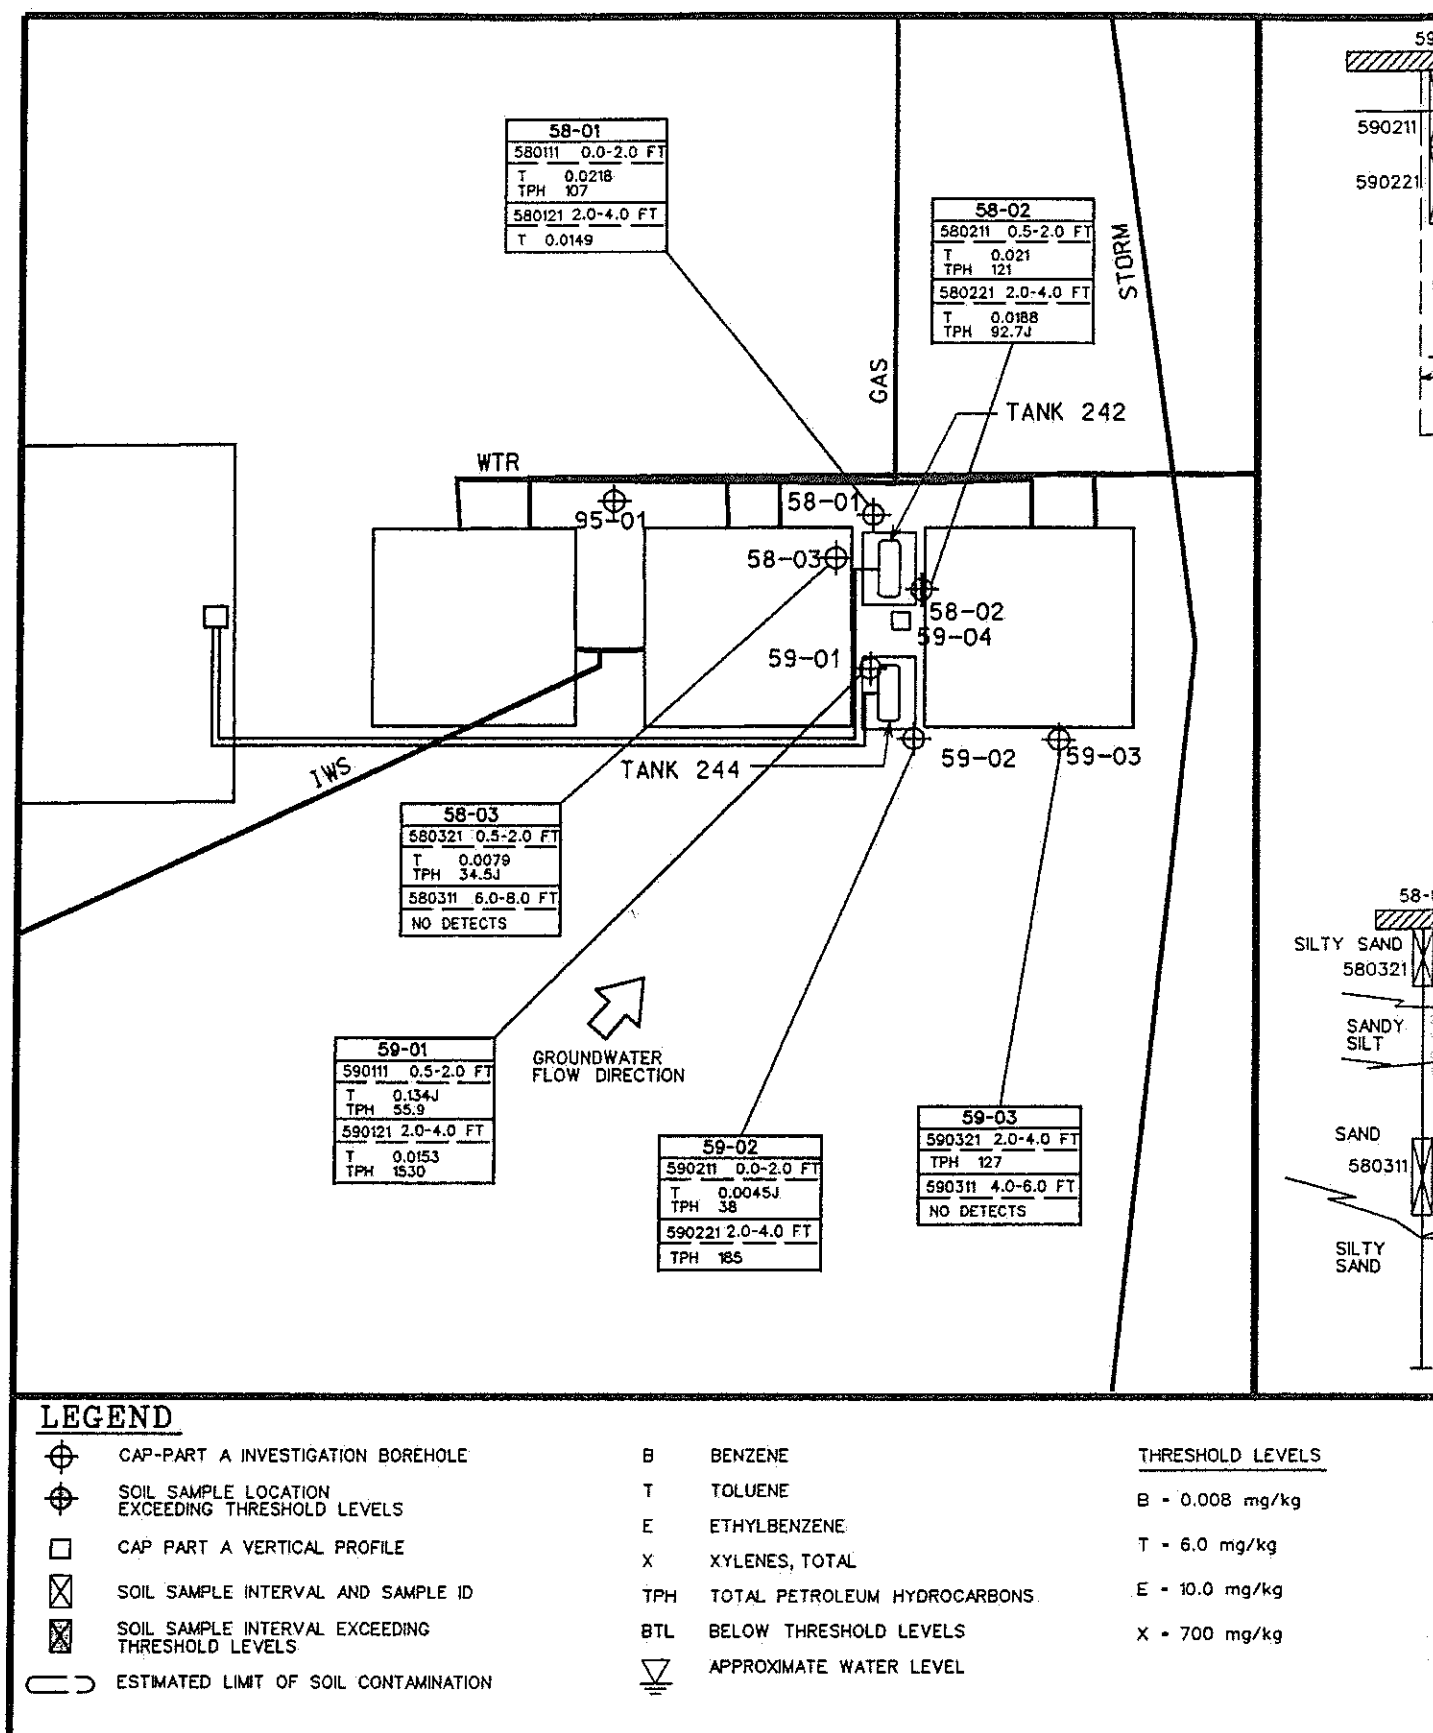 58-01
580111 0.0-2.0 FT
T 0.0218
TPH 107
580121 2.0-4.0 FT
T 0.0149
58-02
580211 0.5-2.0 FT
T 0.021
TPH 121
580221 2.0-4.0 FT
T 0.0188
TPH 92.7J
STORM
GAS
TANK 242
WTR
95-01
58-01
58-03
58-02
59-04
59-01
59-02
59-03
TANK 244
IWS
58-03
580321 0.5-2.0 FT
T 0.0079
TPH 34.5J
580311 6.0-8.0 FT
NO DETECTS
GROUNDWATER
FLOW DIRECTION
59-01
590111 0.5-2.0 FT
T 0.134J
TPH 55.9
590121 2.0-4.0 FT
T 0.0153
TPH 1530
59-02
590211 0.0-2.0 FT
T 0.0045J
TPH 38
590221 2.0-4.0 FT
TPH 185
59-03
590321 2.0-4.0 FT
TPH 127
590311 4.0-6.0 FT
NO DETECTS
59
590211
590221
58-
SILTY SAND
580321
SANDY
SILT
SAND
580311
SILTY
SAND
LEGEND
CAP-PART A INVESTIGATION BOREHOLE
SOIL SAMPLE LOCATION
EXCEEDING THRESHOLD LEVELS
CAP PART A VERTICAL PROFILE
SOIL SAMPLE INTERVAL AND SAMPLE ID
SOIL SAMPLE INTERVAL EXCEEDING
THRESHOLD LEVELS
ESTIMATED LIMIT OF SOIL CONTAMINATION
B BENZENE
T TOLUENE
E ETHYLBENZENE
X XYLENES, TOTAL
TPH TOTAL PETROLEUM HYDROCARBONS
BTL BELOW THRESHOLD LEVELS
APPROXIMATE WATER LEVEL
THRESHOLD LEVELS
B - 0.008 mg/kg
T - 6.0 mg/kg
E - 10.0 mg/kg
X - 700 mg/kg